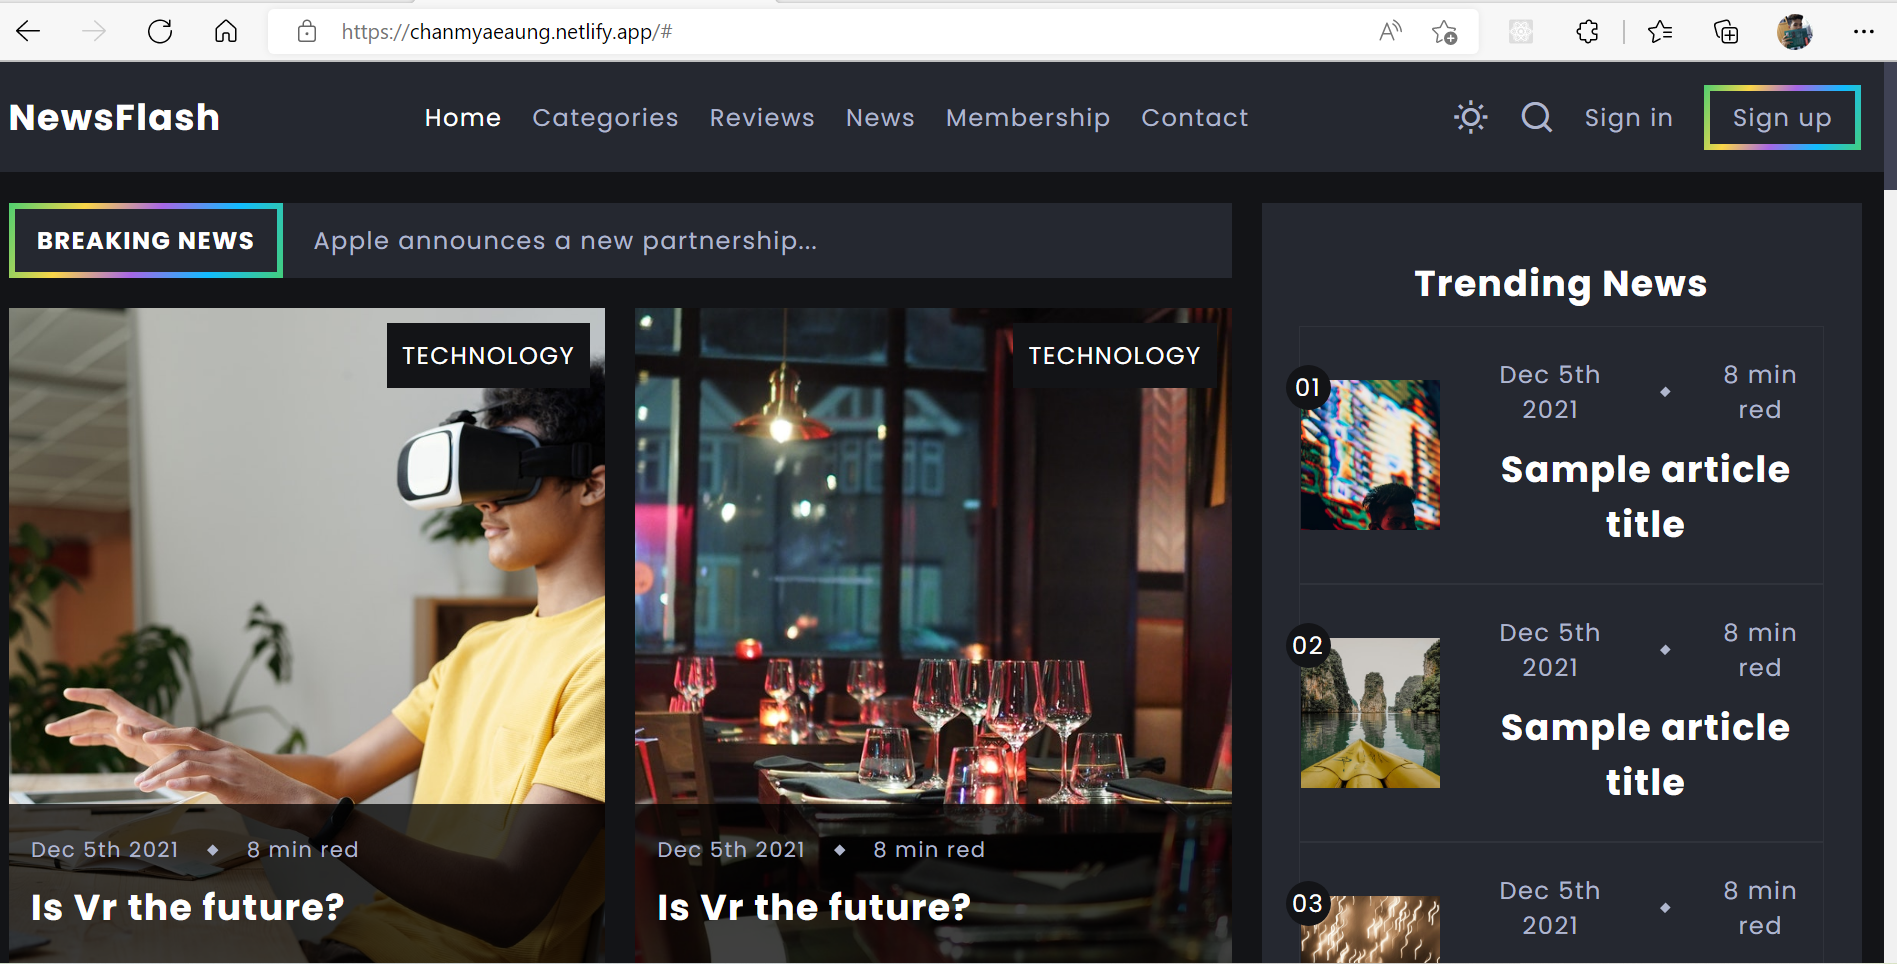 https://chanmyaeaung.netlify.app/#
NewsFlash
Home Categories Reviews News Membership Contact
Sign in Sign up
BREAKING NEWS
Apple announces a new partnership...
TECHNOLOGY
Dec 5th 2021 ◆ 8 min red
Is Vr the future?
TECHNOLOGY
Dec 5th 2021 ◆ 8 min red
Is Vr the future?
Trending News
01
Dec 5th ◆ 8 min
2021 red
Sample article
title
02
Dec 5th ◆ 8 min
2021 red
Sample article
title
03
Dec 5th ◆ 8 min
2021 red